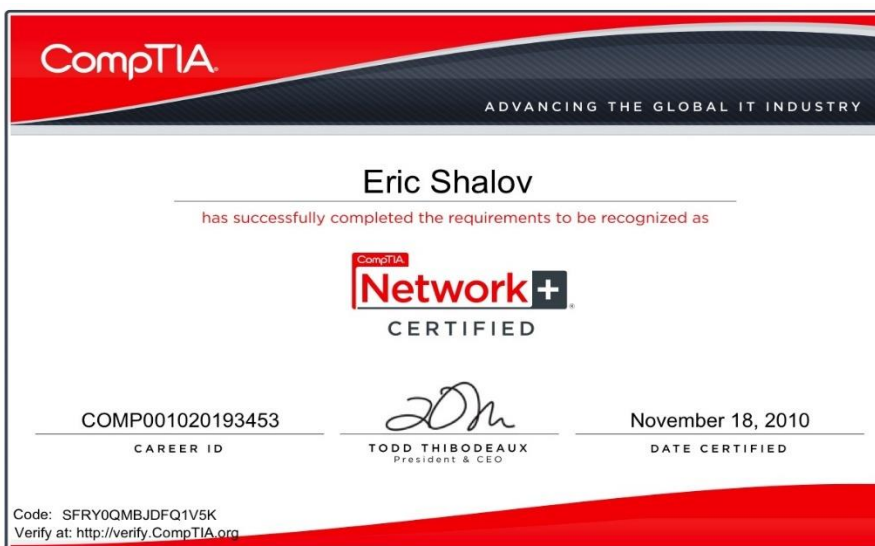 CompTIA.
ADVANCING THE GLOBAL IT INDUSTRY
Eric Shalov
has successfully completed the requirements to be recognized as
CompTIA
Network+
CERTIFIED
COMP001020193453
CAREER ID
TODD THIBODEAUX
President & CEO
November 18, 2010
DATE CERTIFIED
Code: SFRY0QMBJDFQ1V5K
Verify at: http://verify.CompTIA.org